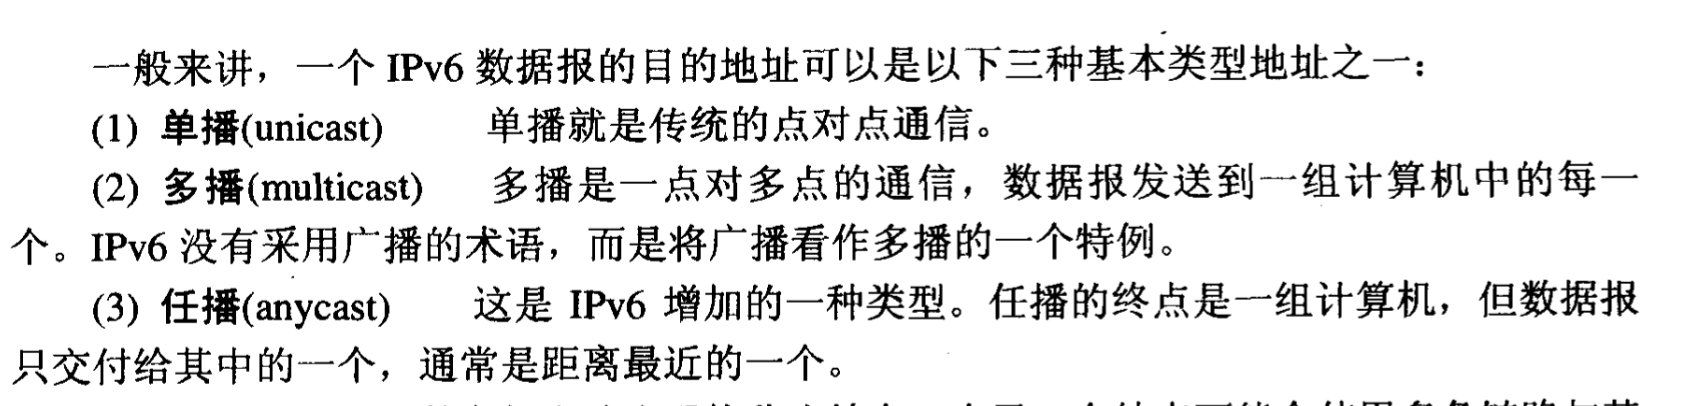 一般来讲，一个 IPv6 数据报的目的地址可以是以下三种基本类型地址之一：
(1) 单播(unicast) 单播就是传统的点对点通信。
(2) 多播(multicast) 多播是一点对多点的通信，数据报发送到一组计算机中的每一
个。IPv6 没有采用广播的术语，而是将广播看作多播的一个特例。
(3) 任播(anycast) 这是 IPv6 增加的一种类型。任播的终点是一组计算机，但数据报
只交付给其中的一个，通常是距离最近的一个。